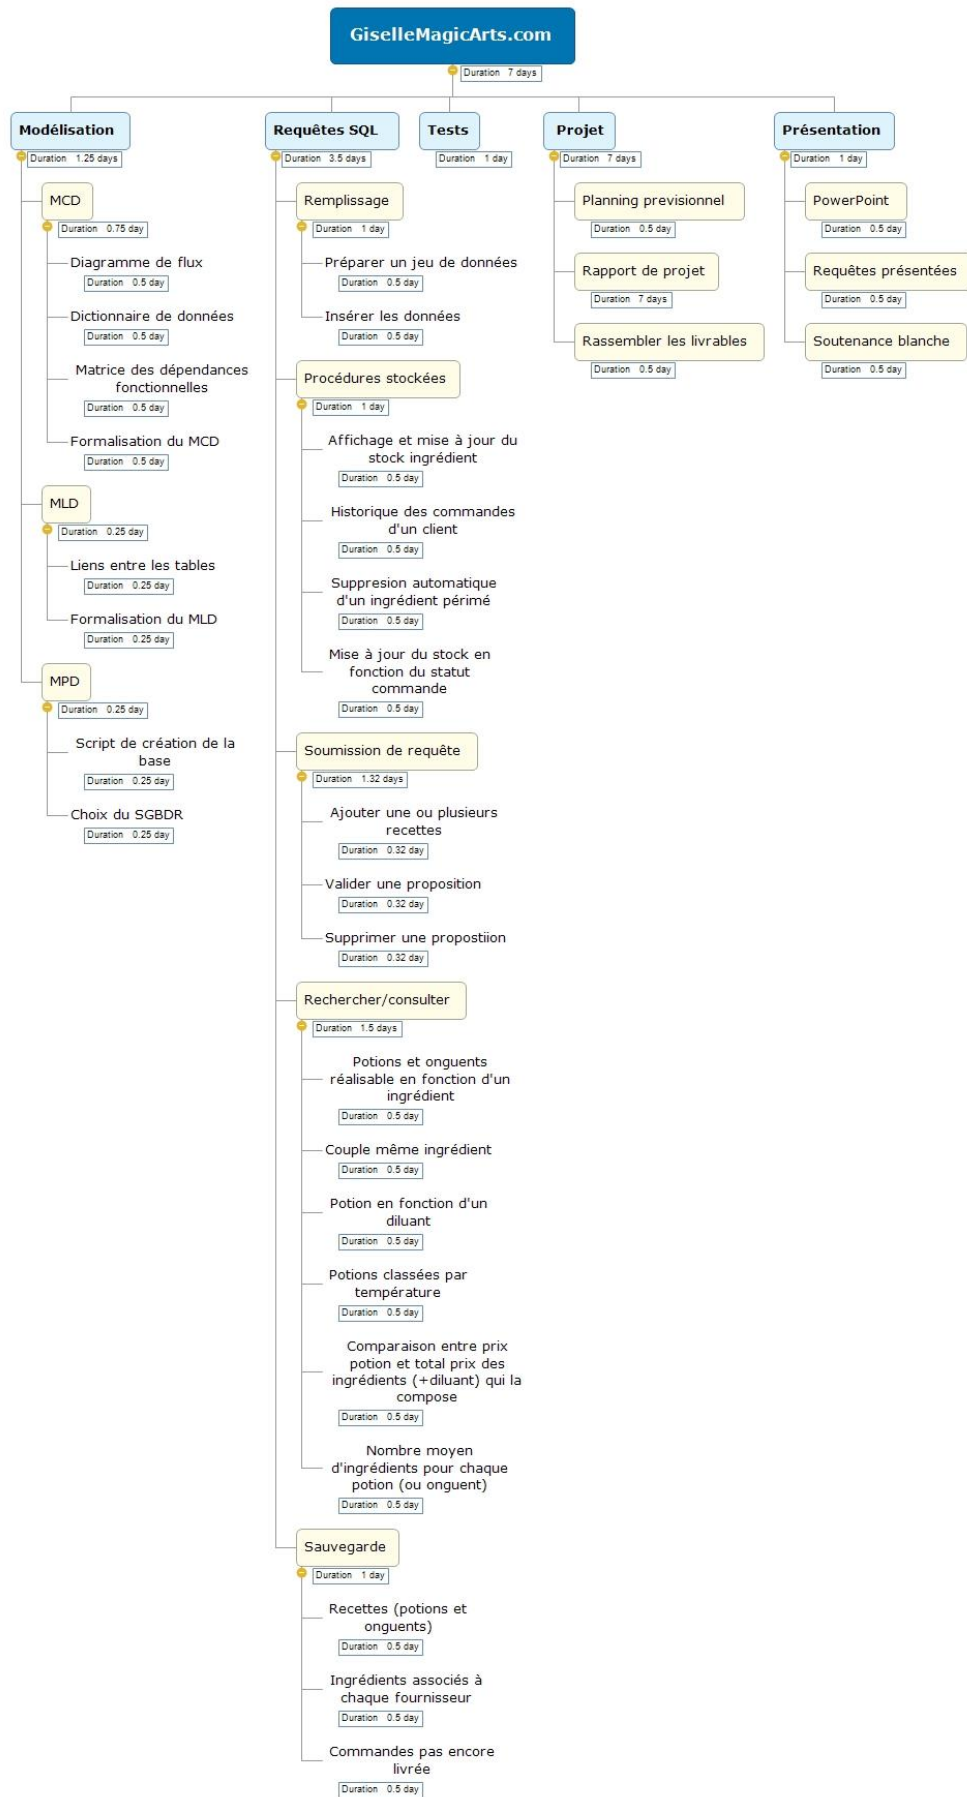 GiselleMagicArts.com
Duration 7 days
Modélisation
Duration 1.25 days
MCD
Duration 0.75 day
Diagramme de flux
Duration 0.5 day
Dictionnaire de données
Duration 0.5 day
Matrice des dépendances
fonctionnelles
Duration 0.5 day
Formalisation du MCD
Duration 0.5 day
MLD
Duration 0.25 day
Liens entre les tables
Duration 0.25 day
Formalisation du MLD
Duration 0.25 day
MPD
Duration 0.25 day
Script de création de la
base
Duration 0.25 day
Choix du SGBDR
Duration 0.25 day
Requêtes SQL
Duration 3.5 days
Remplissage
Duration 1 day
Préparer un jeu de données
Duration 0.5 day
Insérer les données
Duration 0.5 day
Procédures stockées
Duration 1 day
Affichage et mise à jour du
stock ingrédient
Duration 0.5 day
Historique des commandes
d'un client
Duration 0.5 day
Suppresion automatique
d'un ingrédient périmé
Duration 0.5 day
Mise à jour du stock en
fonction du statut
commande
Duration 0.5 day
Soumission de requête
Duration 1.32 days
Ajouter une ou plusieurs
recettes
Duration 0.32 day
Valider une proposition
Duration 0.32 day
Supprimer une propostiion
Duration 0.32 day
Rechercher/consulter
Duration 1.5 days
Potions et onguents
réalisable en fonction d'un
ingrédient
Duration 0.5 day
Couple même ingrédient
Duration 0.5 day
Potion en fonction d'un
diluant
Duration 0.5 day
Potions classées par
température
Duration 0.5 day
Comparaison entre prix
potion et total prix des
ingrédients (+diluant) qui la
compose
Duration 0.5 day
Nombre moyen
d'ingrédients pour chaque
potion (ou onguent)
Duration 0.5 day
Sauvegarde
Duration 1 day
Recettes (potions et
onguents)
Duration 0.5 day
Ingrédients associés à
chaque fournisseur
Duration 0.5 day
Commandes pas encore
livrée
Duration 0.5 day
Tests
Duration 1 day
Projet
Duration 7 days
Planning previsionnel
Duration 0.5 day
Rapport de projet
Duration 7 days
Rassembler les livrables
Duration 0.5 day
Présentation
Duration 1 day
PowerPoint
Duration 0.5 day
Requêtes présentées
Duration 0.5 day
Soutenance blanche
Duration 0.5 day